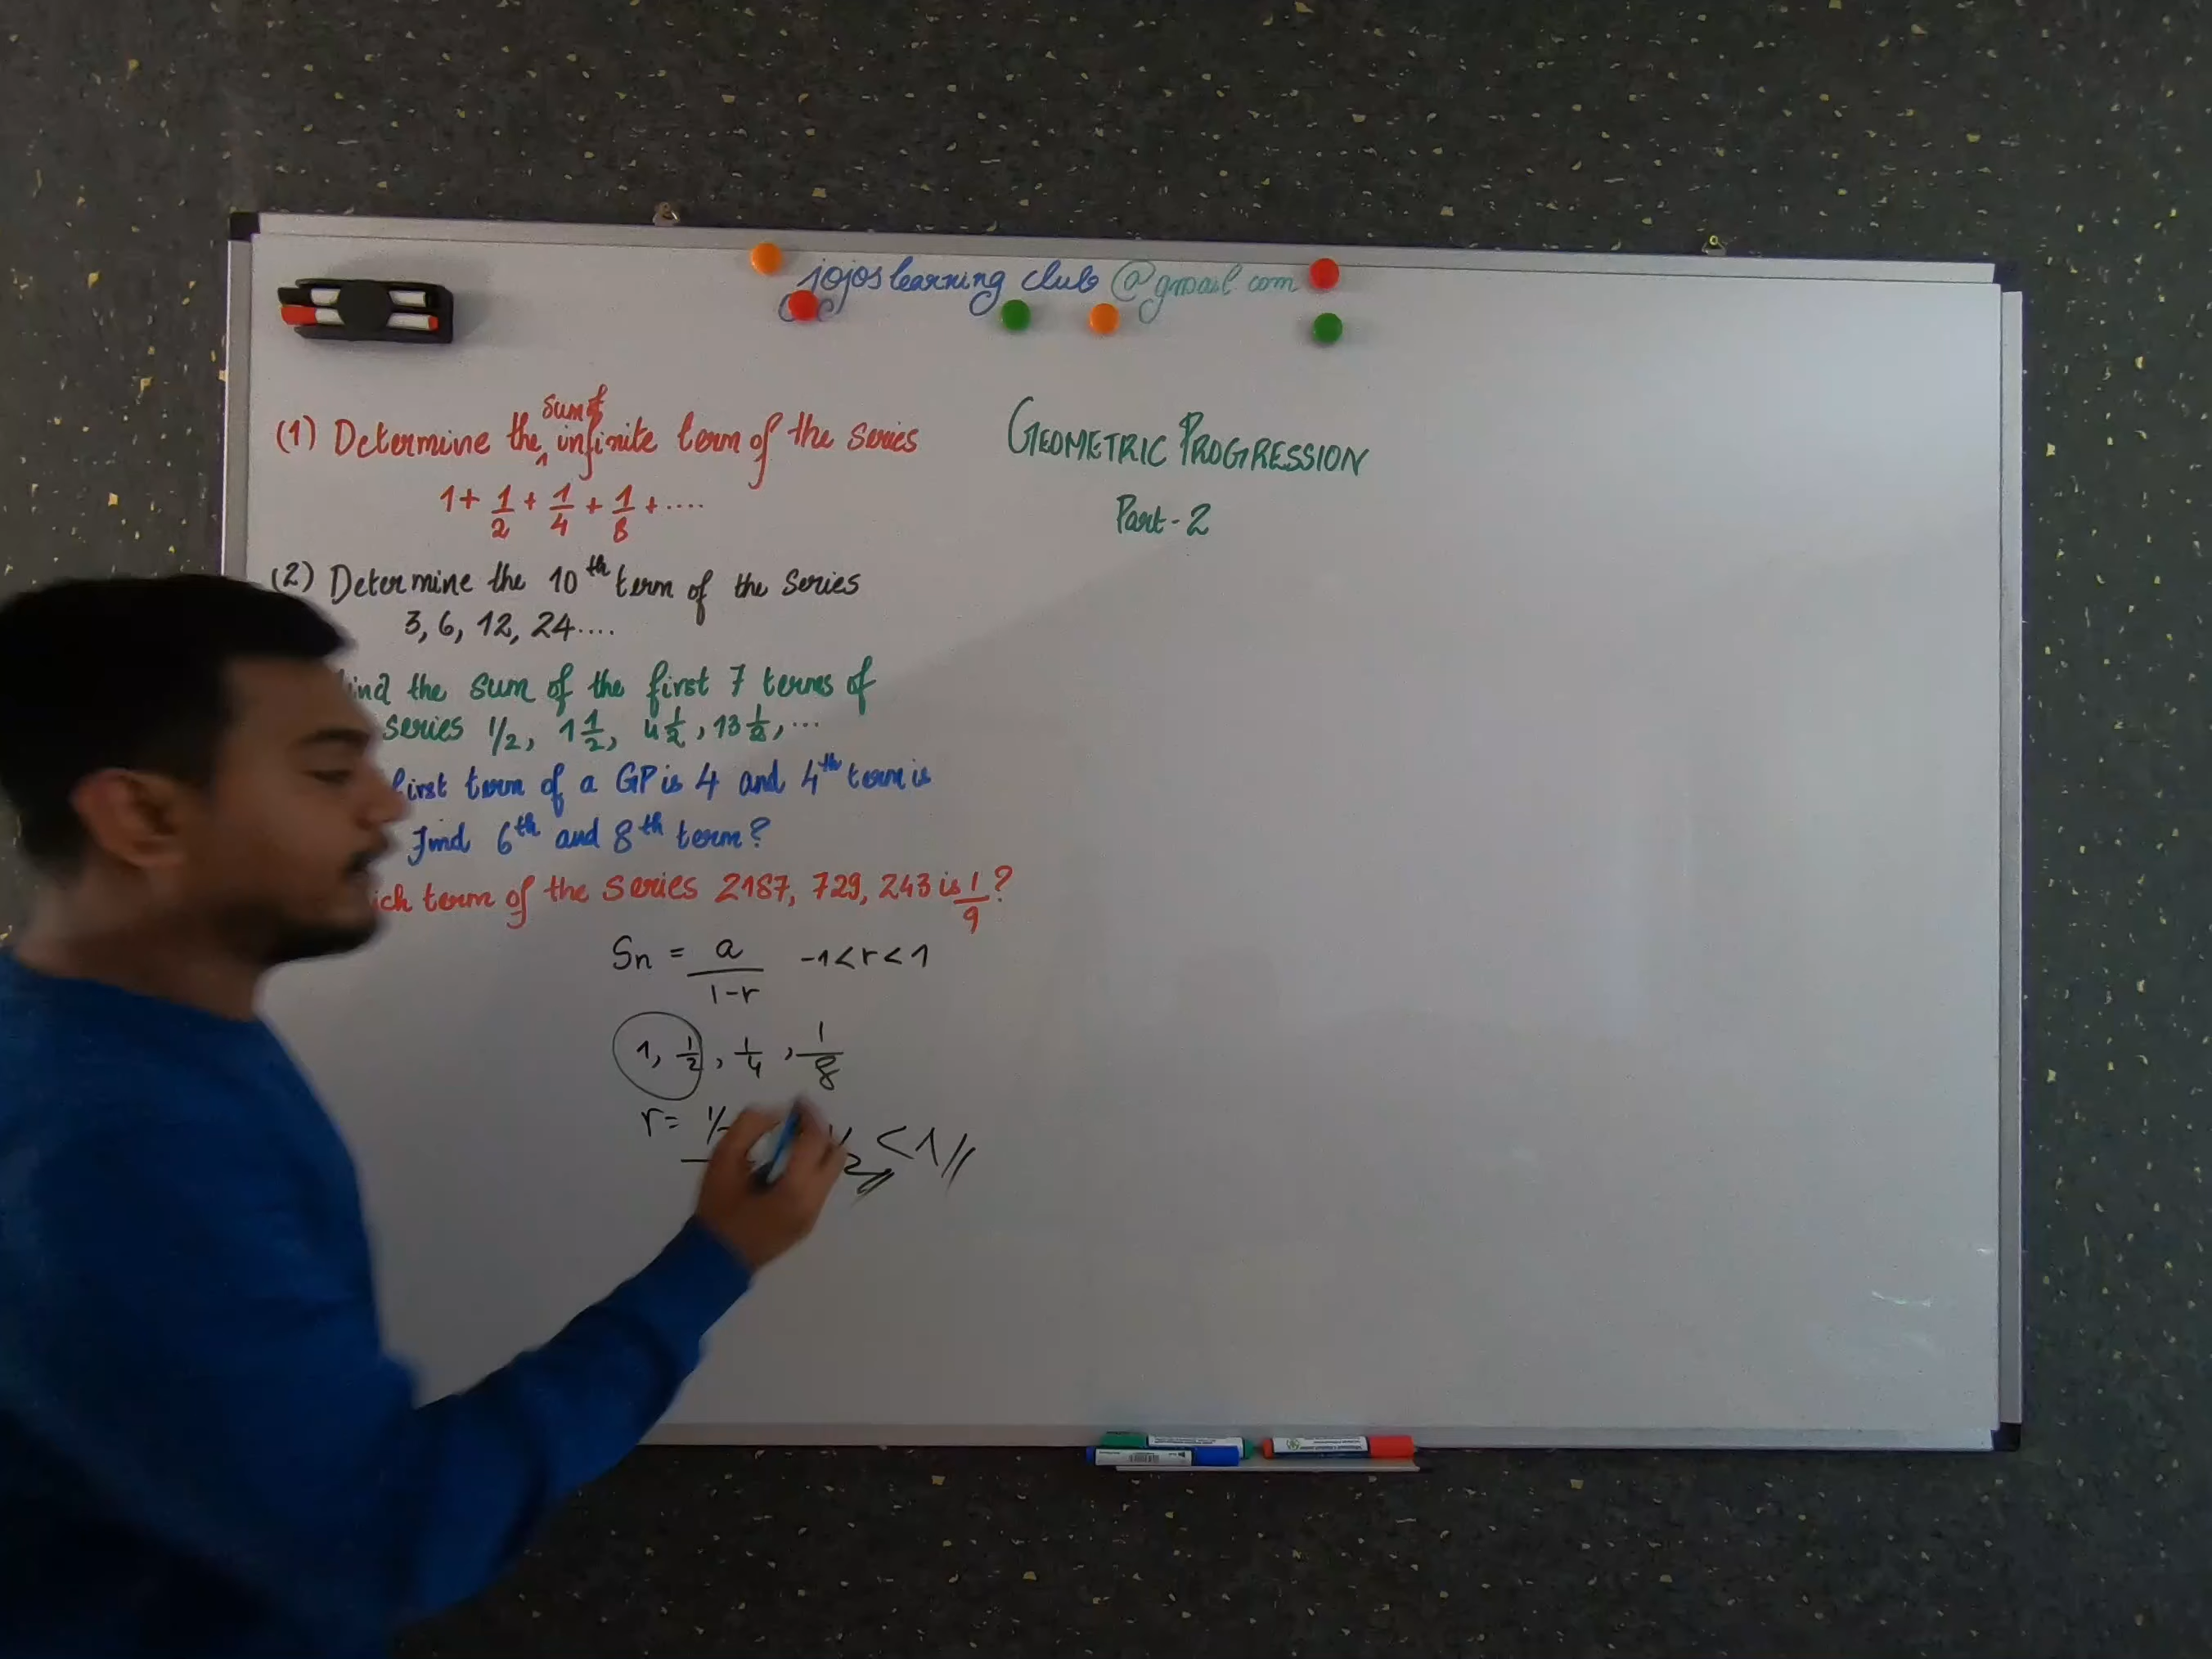 jojoslearning club @gmail.com
(1) Determine the sum of infinite term of the series
1 + 1/2 + 1/4 + 1/8 + ....
GEOMETRIC PROGRESSION
Part-2
(2) Determine the 10th term of the Series
3, 6, 12, 24....
the sum of the first 7 terms of
series 1/2, 1 1/2, 4 1/2, 13 1/2, ...
first term of a GP is 4 and 4th term is
Find 6th and 8th term?
term of the Series 2187, 729, 243 is 1/9?
Sn = a/(1-r) -1<r<1
1, 1/2, 1/4, 1/8
r= 1/ <1//